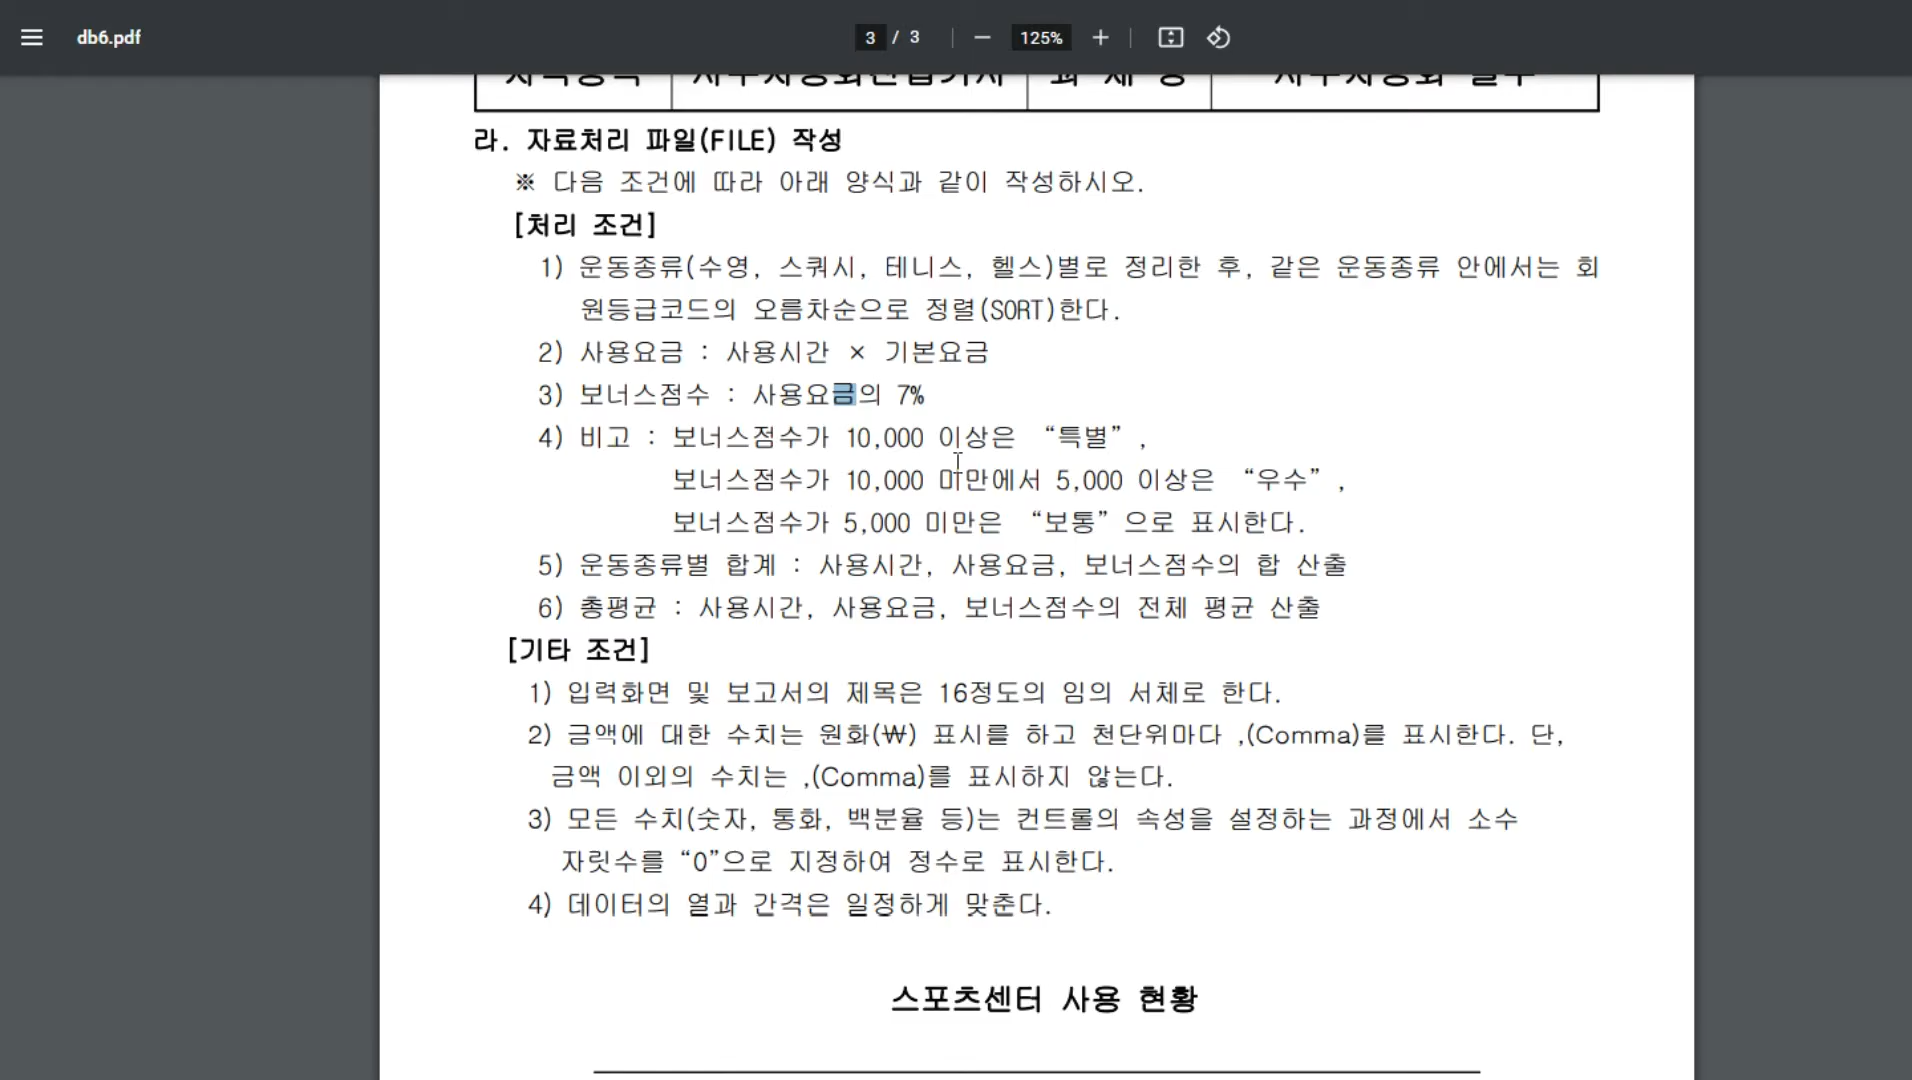 db6.pdf
3 / 3
125%
라. 자료처리 파일(FILE) 작성
※ 다음 조건에 따라 아래 양식과 같이 작성하시오.
[처리 조건]
1) 운동종류(수영, 스쿼시, 테니스, 헬스)별로 정리한 후, 같은 운동종류 안에서는 회
원등급코드의 오름차순으로 정렬(SORT)한다.
2) 사용요금 : 사용시간 × 기본요금
3) 보너스점수 : 사용요금의 7%
4) 비고 : 보너스점수가 10,000 이상은 “특별”,
보너스점수가 10,000 미만에서 5,000 이상은 “우수”,
보너스점수가 5,000 미만은 “보통”으로 표시한다.
5) 운동종류별 합계 : 사용시간, 사용요금, 보너스점수의 합 산출
6) 총평균 : 사용시간, 사용요금, 보너스점수의 전체 평균 산출
[기타 조건]
1) 입력화면 및 보고서의 제목은 16정도의 임의 서체로 한다.
2) 금액에 대한 수치는 원화(₩) 표시를 하고 천단위마다 ,(Comma)를 표시한다. 단,
금액 이외의 수치는 ,(Comma)를 표시하지 않는다.
3) 모든 수치(숫자, 통화, 백분율 등)는 컨트롤의 속성을 설정하는 과정에서 소수
자릿수를 “0”으로 지정하여 정수로 표시한다.
4) 데이터의 열과 간격은 일정하게 맞춘다.
스포츠센터 사용 현황